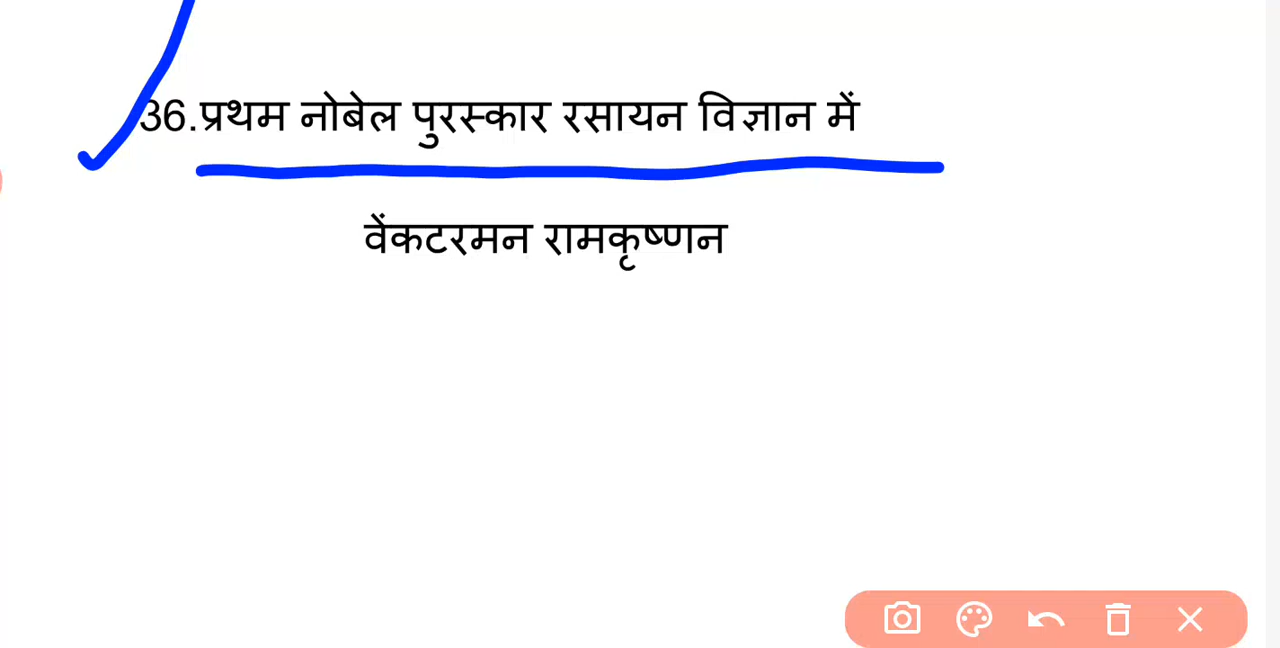 36.प्रथम नोबेल पुरस्कार रसायन विज्ञान में
वेंकटरमन रामकृष्णन